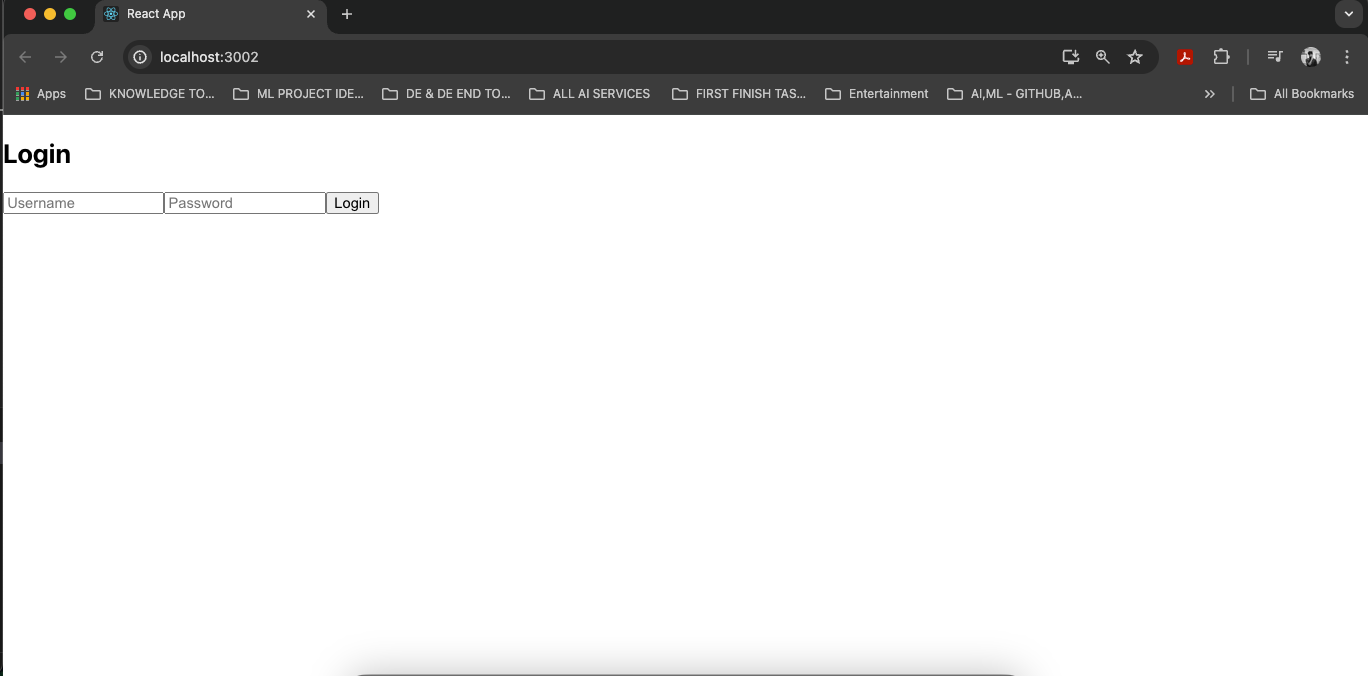 React App
localhost:3002
Apps KNOWLEDGE TO... ML PROJECT IDE... DE & DE END TO... ALL AI SERVICES FIRST FINISH TAS... Entertainment AI,ML - GITHUB,A... All Bookmarks
Login
Username Password Login